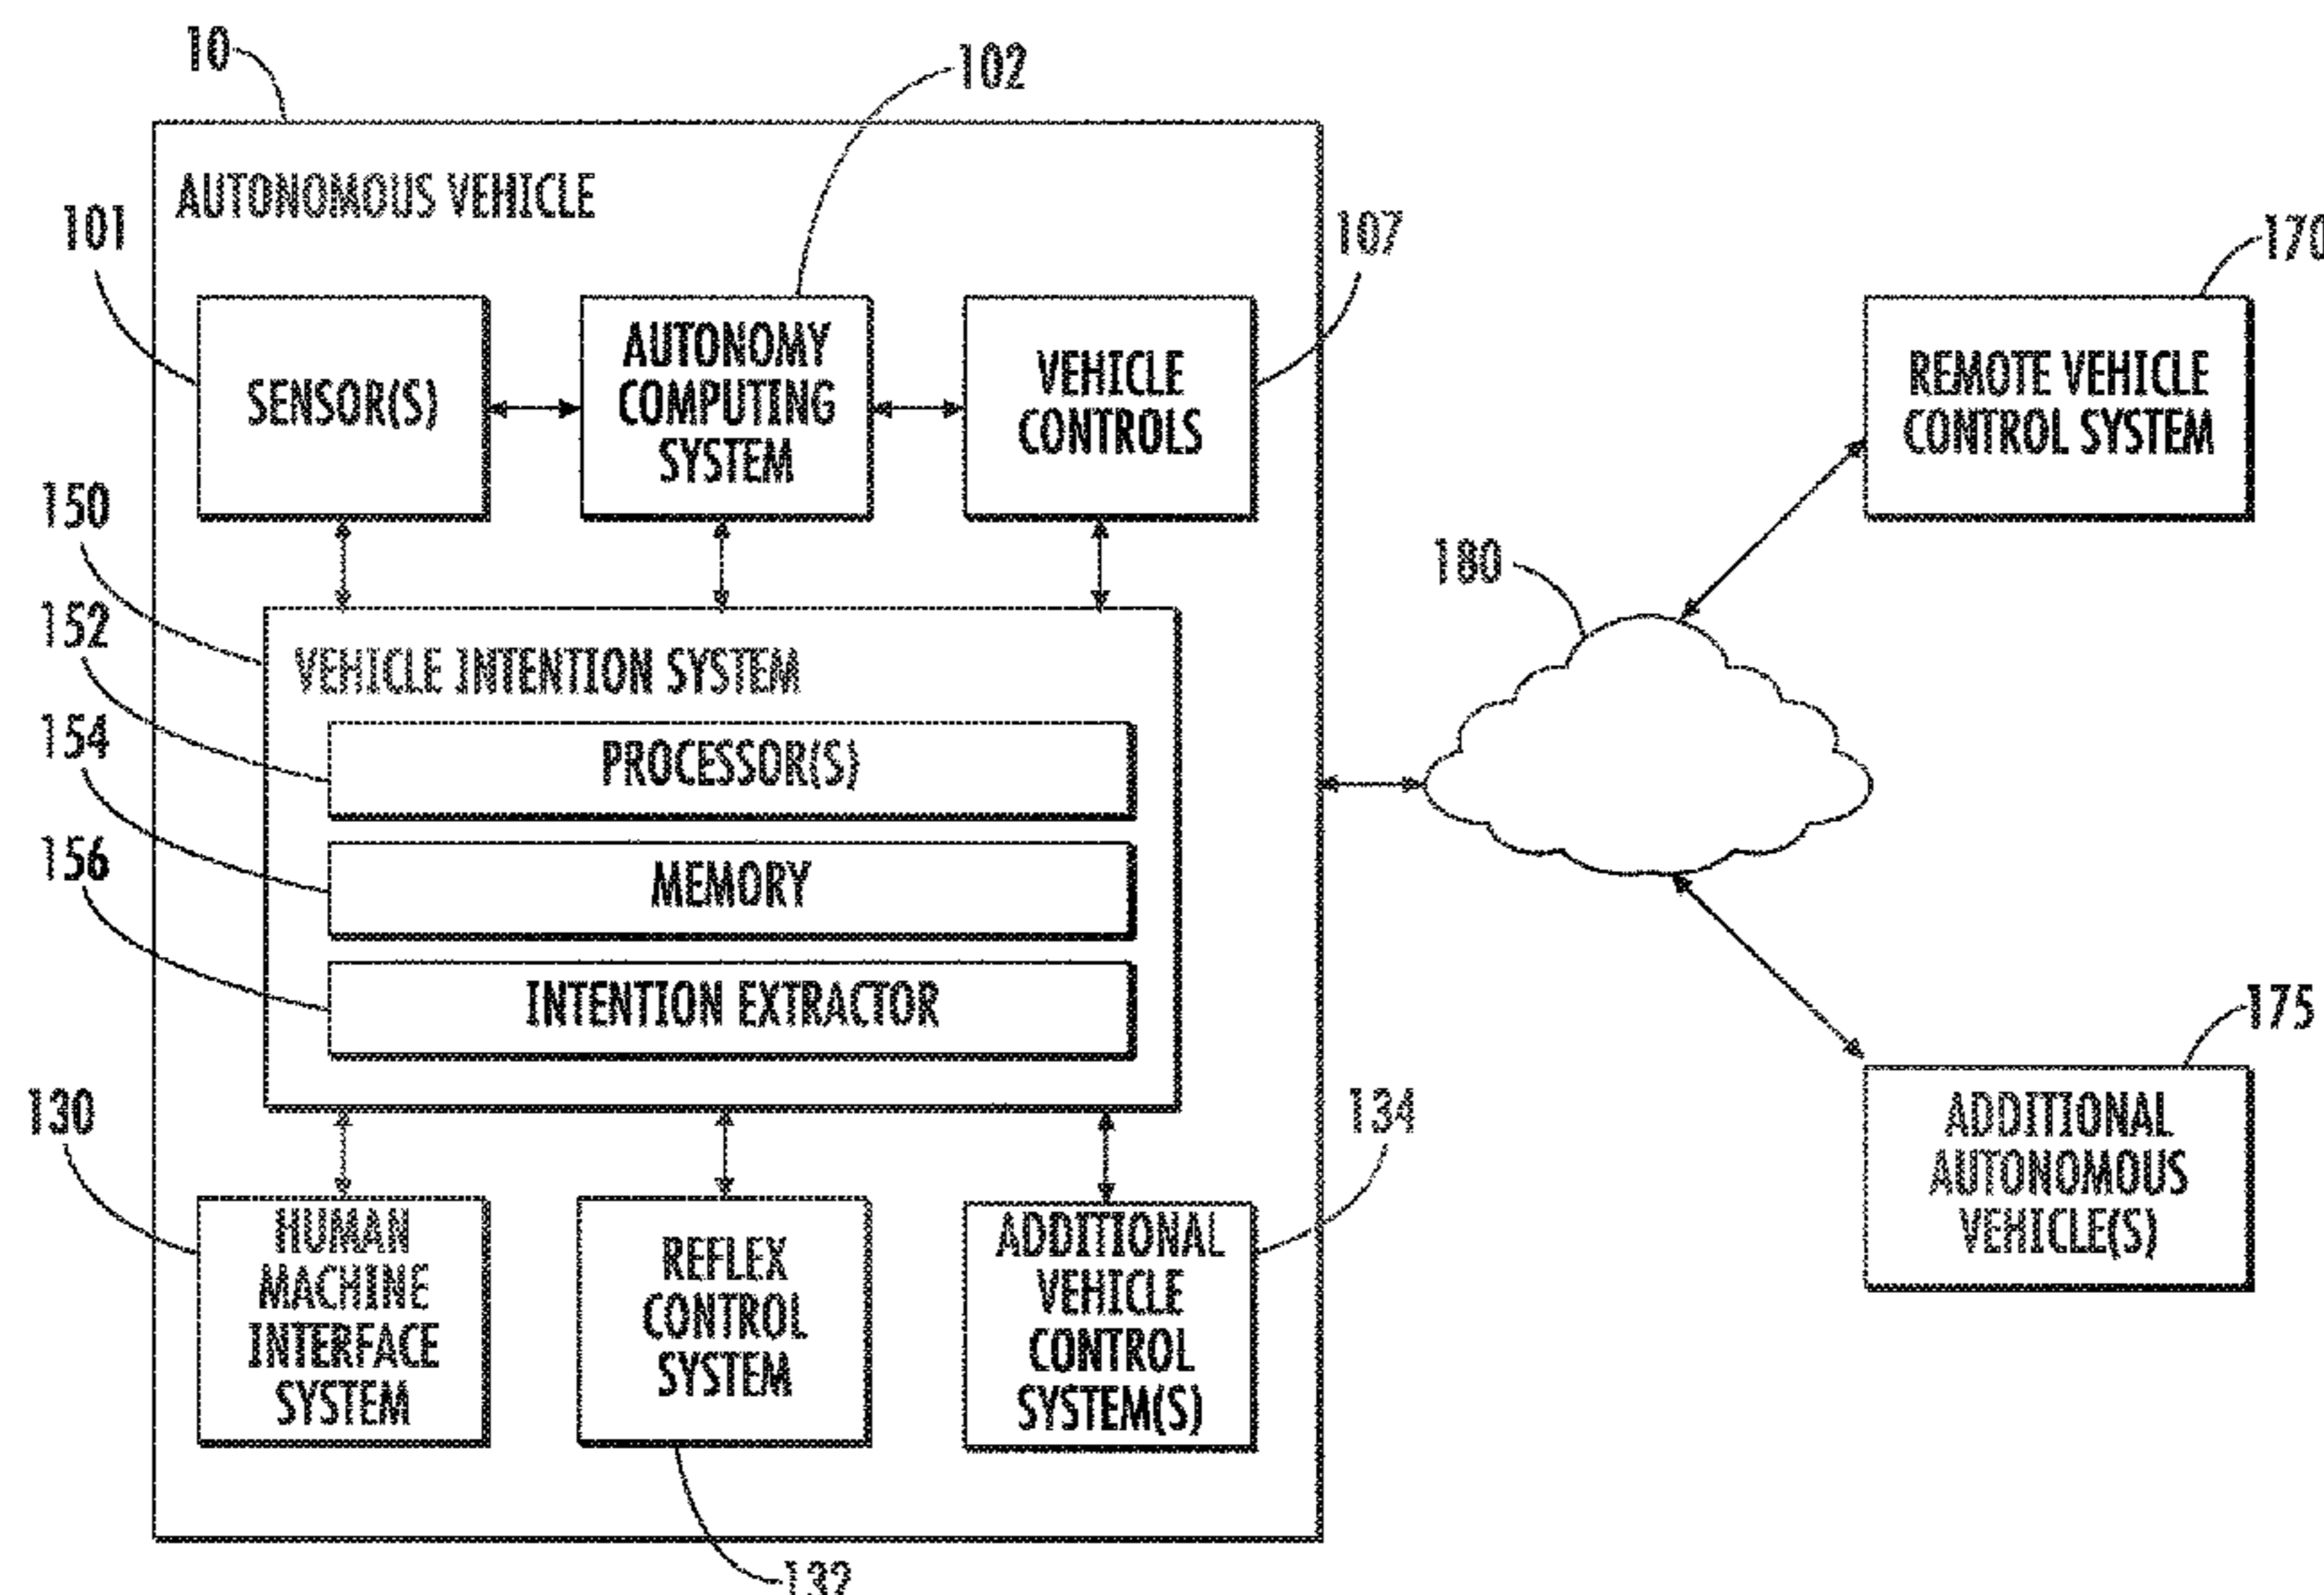 10
102
AUTONOMOUS VEHICLE
101
107
170
SENSOR(S)
AUTONOMY
COMPUTING
SYSTEM
VEHICLE
CONTROLS
REMOTE VEHICLE
CONTROL SYSTEM
150
180
152
VEHICLE INTENTION SYSTEM
154
PROCESSOR(S)
156
MEMORY
INTENTION EXTRACTOR
175
130
134
HUMAN
MACHINE
INTERFACE
SYSTEM
REFLEX
CONTROL
SYSTEM
ADDITIONAL
VEHICLE
CONTROL
SYSTEM(S)
ADDITIONAL
AUTONOMOUS
VEHICLE(S)
132